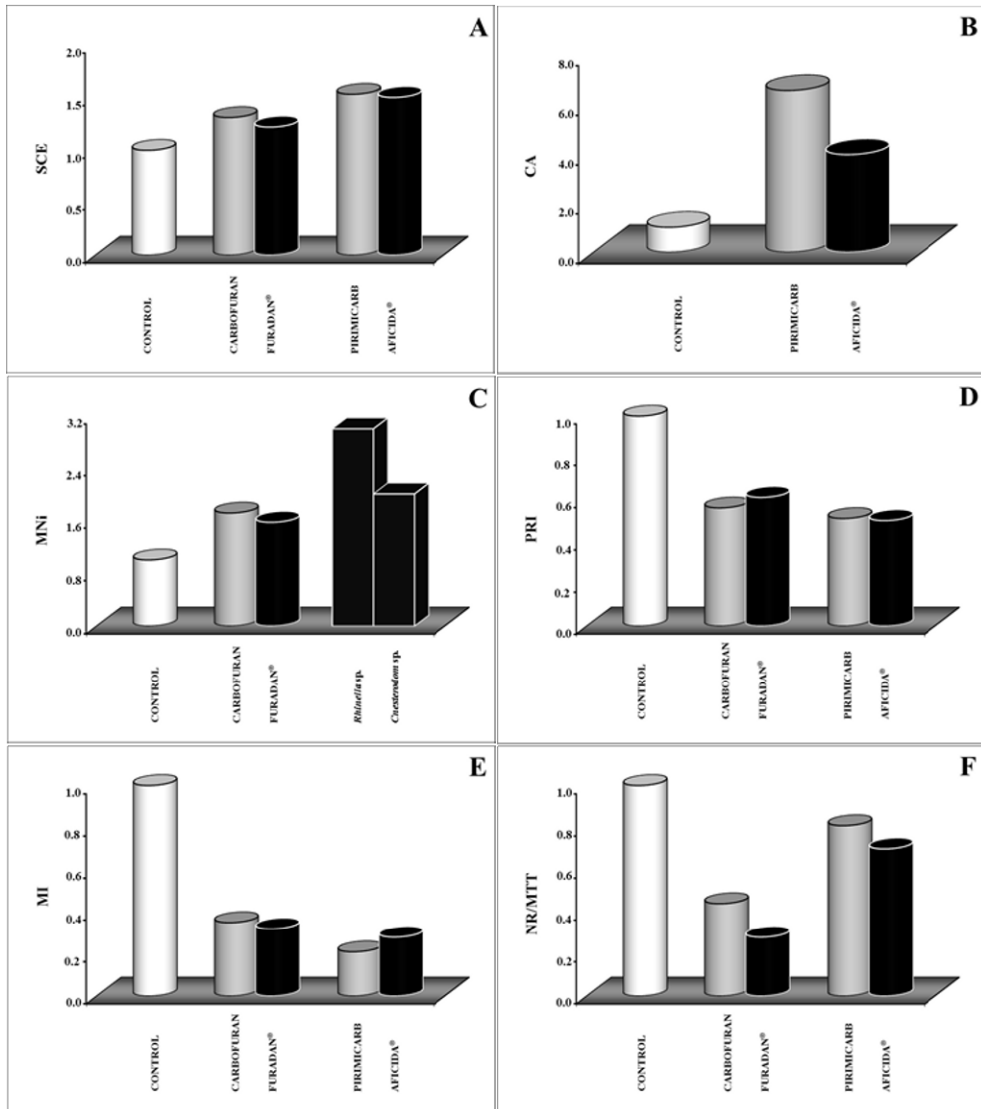 A
SCE
2.0
1.5
1.0
0.5
0.0
CONTROL
CARBOFURAN
FURADAN®
PIRIMICARB
AFICIDA®
B
CA
8.0
6.0
4.0
2.0
0.0
CONTROL
PIRIMICARB
AFICIDA®
C
MNi
3.2
2.4
1.6
0.8
0.0
CONTROL
CARBOFURAN
FURADAN®
Rhinella sp.
Cnesterodom sp.
D
PRI
1.0
0.8
0.6
0.4
0.2
0.0
CONTROL
CARBOFURAN
FURADAN®
PIRIMICARB
AFICIDA®
E
MI
1.0
0.8
0.6
0.4
0.2
0.0
CONTROL
CARBOFURAN
FURADAN®
PIRIMICARB
AFICIDA®
F
NR/MTT
1.0
0.8
0.6
0.4
0.2
0.0
CONTROL
CARBOFURAN
FURADAN®
PIRIMICARB
AFICIDA®